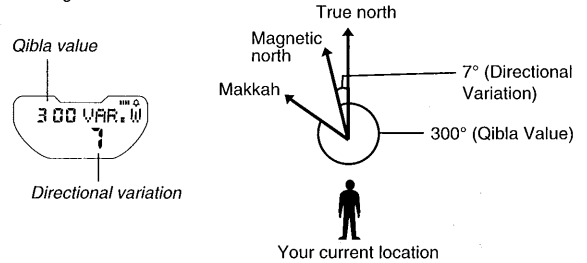 Qibla value
300 VAR.W
7
Directional variation
True north
Magnetic
north
Makkah
7° (Directional
Variation)
300° (Qibla Value)
Your current location